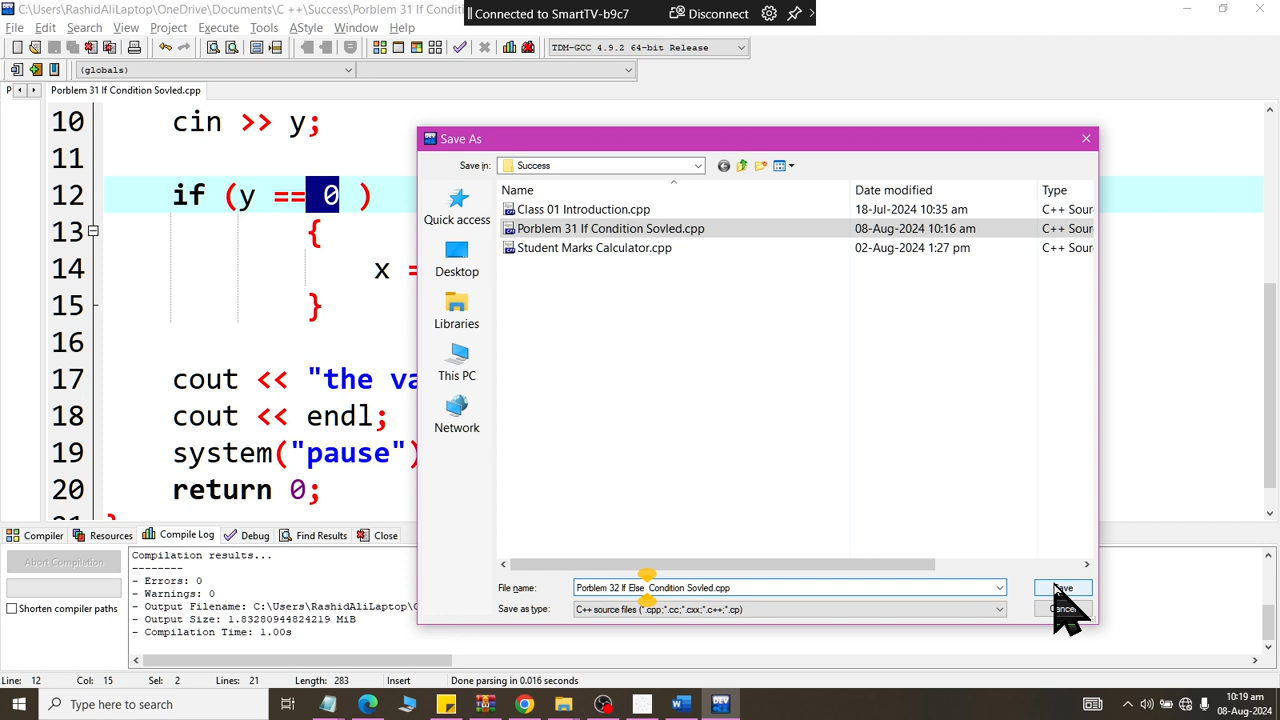 C:\Users\RashidAliLaptop\OneDrive\Documents\C ++\Success\Porblem 31 If Condi
Connected to SmartTV-b9c7
Disconnect
File Edit Search View Project Execute Tools AStyle Window Help
TDM-GCC 4.9.2 64-bit Release
(globals)
P
Porblem 31 If Condition Sovled.cpp
10 cin >> y;
11
12 if (y == 0 )
13 {
14 x =
15 }
16
17 cout << "the va
18 cout << endl;
19 system("pause")
20 return 0;
Save As
Save in: Success
Name Date modified Type
Class 01 Introduction.cpp 18-Jul-2024 10:35 am C++ Sour
Porblem 31 If Condition Sovled.cpp 08-Aug-2024 10:16 am C++ Sour
Student Marks Calculator.cpp 02-Aug-2024 1:27 pm C++ Sour
Quick access
Desktop
Libraries
This PC
Network
File name: Porblem 32 If Else Condition Sovled.cpp
Save as type: C++ source files (*.cpp;*.cc;*.cxx;*.c++;*.cp)
Save
Cancel
Compiler Resources Compile Log Debug Find Results Close
Abort Compilation
Shorten compiler paths
Compilation results...
--------
- Errors: 0
- Warnings: 0
- Output Filename: C:\Users\RashidAliLaptop\
- Output Size: 1.83280944824219 MiB
- Compilation Time: 1.00s
Line: 12 Col: 15 Sel: 2 Lines: 21 Length: 283 Insert Done parsing in 0.016 seconds
Type here to search
10:19 am
08-Aug-2024